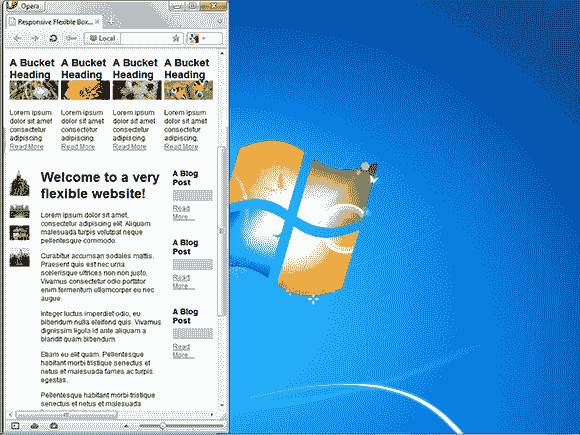 Opera
Responsive Flexible Box...
Local
A Bucket Heading
A Bucket Heading
A Bucket Heading
A Bucket Heading
Lorem ipsum
dolor sit amet
consectetur
adipiscing.
Read More
Lorem ipsum
dolor sit amet
consectetur
adipiscing.
Read More
Lorem ipsum
dolor sit amet
consectetur
adipiscing.
Read More
Lorem ipsum
dolor sit amet
consectetur
adipiscing.
Read More
Welcome to a very
flexible website!
Lorem ipsum dolor sit amet,
consectetur adipiscing elit. Aliquam
malesuada turpis volutpat neque
pellentesque commodo.
Curabitur accumsan sodales mattis.
Praesent quis est nec urna
scelerisque ultrices non non justo.
Vivamus consectetur odio porttitor
enim fermentum ullamcorper eu nec
augue.
Integer luctus imperdiet odio, eu
bibendum nulla eleifend quis. Vivamus
dignissim ligula id ante aliquam a
blandit quam bibendum.
Etiam eu elit quam. Pellentesque
habitant morbi tristique senectus et
netus et malesuada fames ac turpis
egestas.
Pellentesque habitant morbi tristique
senectus et netus et malesuada
A Blog
Post
Read
More...
A Blog
Post
Read
More...
A Blog
Post
Read
More...